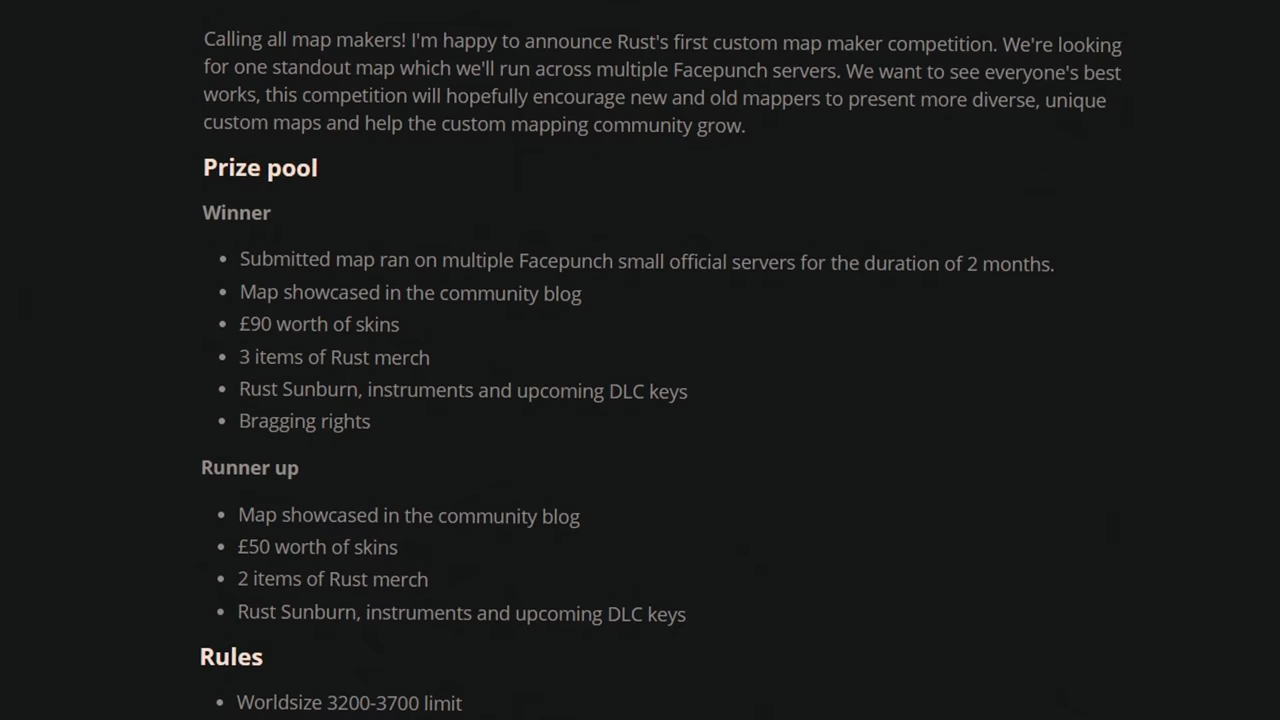 Calling all map makers! I'm happy to announce Rust's first custom map maker competition. We're looking
for one standout map which we'll run across multiple Facepunch servers. We want to see everyone's best
works, this competition will hopefully encourage new and old mappers to present more diverse, unique
custom maps and help the custom mapping community grow.
Prize pool
Winner
• Submitted map ran on multiple Facepunch small official servers for the duration of 2 months.
• Map showcased in the community blog
• £90 worth of skins
• 3 items of Rust merch
• Rust Sunburn, instruments and upcoming DLC keys
• Bragging rights
Runner up
• Map showcased in the community blog
• £50 worth of skins
• 2 items of Rust merch
• Rust Sunburn, instruments and upcoming DLC keys
Rules
• Worldsize 3200-3700 limit